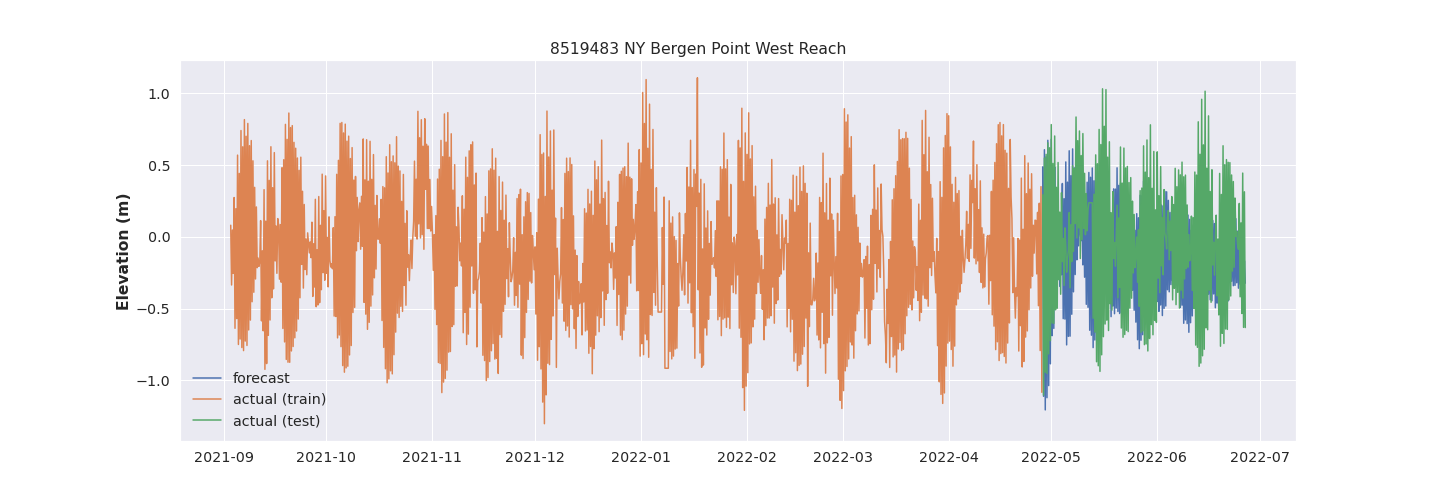 8519483 NY Bergen Point West Reach
Elevation (m)
1.0
0.5
0.0
−0.5
−1.0
forecast
actual (train)
actual (test)
2021-09 2021-10 2021-11 2021-12 2022-01 2022-02 2022-03 2022-04 2022-05 2022-06 2022-07